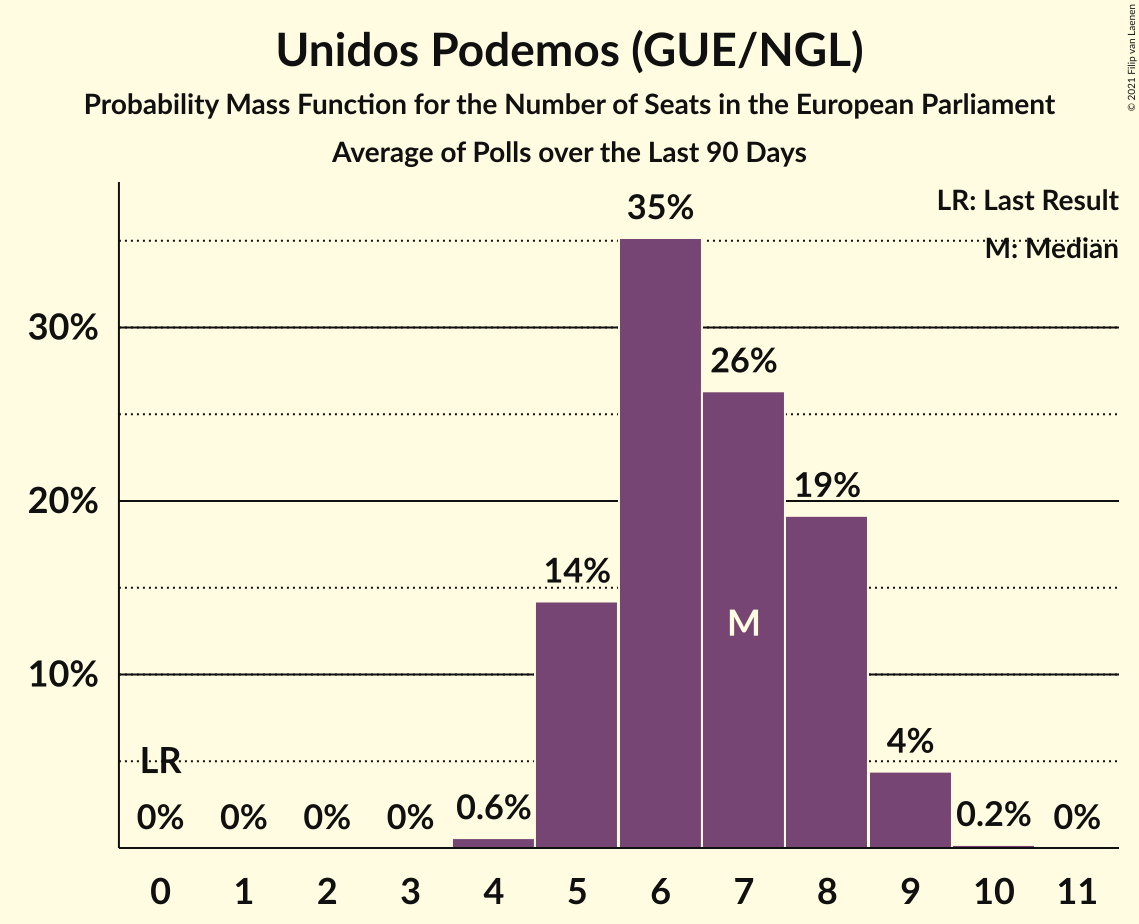 Unidos Podemos (GUE/NGL)
Probability Mass Function for the Number of Seats in the European Parliament
Average of Polls over the Last 90 Days
© 2021 Filip van Laenen
LR: Last Result
M: Median
35%
30%
26%
20%
19%
14%
M
10%
LR
4%
0% 0% 0% 0% 0.6% 0.2% 0%
0 1 2 3 4 5 6 7 8 9 10 11